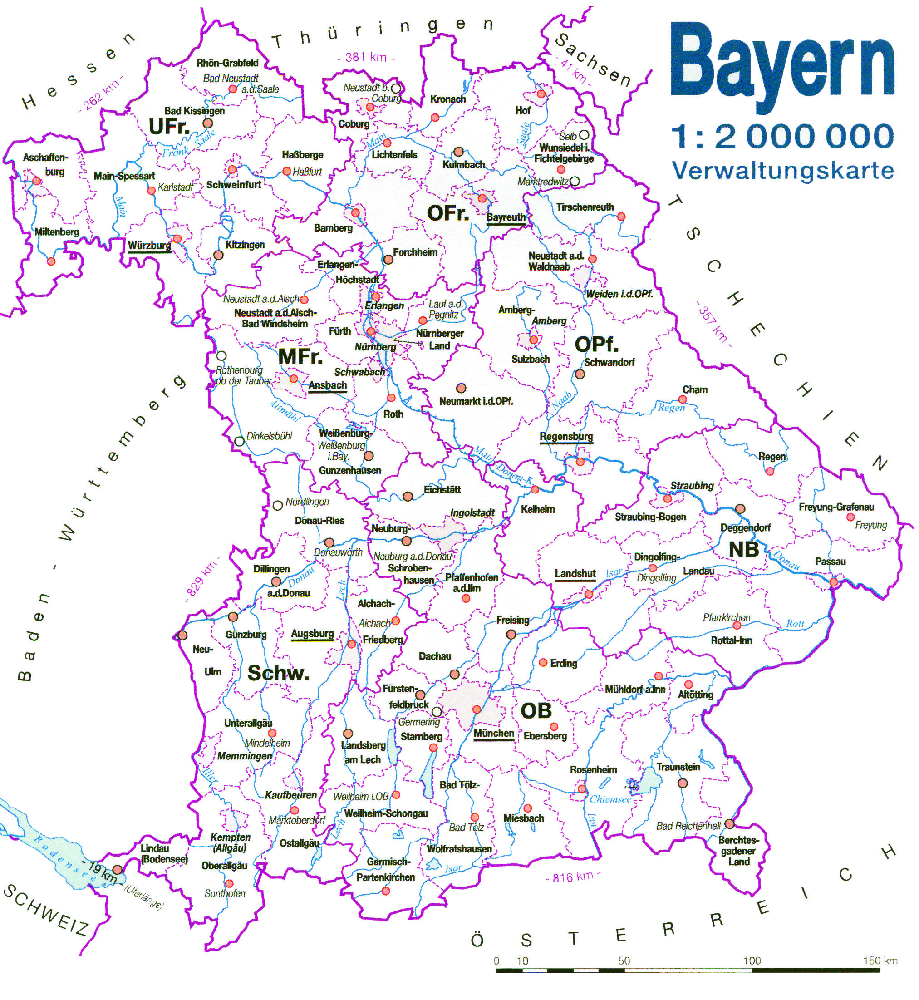 Bayern
1: 2 000 000
Verwaltungskarte
Hessen
- 262 km -
Thüringen
- 381 km -
Sachsen
- 41 km -
TSCHECHIEN
- 357 km -
Baden - Württemberg
- 829 km -
SCHWEIZ
ÖSTERREICH
- 816 km -
Bodensee
- 19 km -
(Uferlänge)
UFr.
Rhön-Grabfeld
Bad Neustadt
a.d.Saale
Bad Kissingen
Fränk. Saale
Aschaffen-
burg
Main-Spessart
Karlstadt
Main
Miltenberg
Würzburg
Kitzingen
Schweinfurt
Haßberge
Haßfurt
OFr.
Neustadt b.
Coburg
Coburg
Kronach
Hof
Saale
Main
Lichtenfels
Kulmbach
Selb
Wunsiedel i.
Fichtelgebirge
Marktredwitz
Bayreuth
Bamberg
Forchheim
MFr.
Erlangen-
Höchstadt
Erlangen
Neustadt a.d.Aisch
Neustadt a.d.Aisch-
Bad Windsheim
Fürth
Nürnberg
Lauf a.d.
Pegnitz
Nürnberger
Land
Schwabach
Rothenburg
ob der Tauber
Ansbach
Altmühl
Roth
Dinkelsbühl
Weißenburg-
Weißenburg
i.Bay.
Gunzenhausen
OPf.
Tirschenreuth
Neustadt a.d.
Waldnaab
Weiden i.d.OPf.
Amberg-
Amberg
Sulzbach
Schwandorf
Neumarkt i.d.OPf.
Naab
Cham
Regen
Regensburg
Main-Donau-K.
NB
Regen
Straubing
Straubing-Bogen
Kelheim
Freyung-Grafenau
Freyung
Deggendorf
Donau
Passau
Dingolfing-
Landau
Dingolfing
Landshut
Isar
Pfarrkirchen
Rott
Rottal-Inn
Schw.
Nördlingen
Donau-Ries
Donauwörth
Dillingen
a.d.Donau
Donau
Lech
Aichach-
Aichach
Friedberg
Augsburg
Günzburg
Neu-
Ulm
Unterallgäu
Mindelheim
Memmingen
Iller
Kaufbeuren
Marktoberdorf
Ostallgäu
Kempten
(Allgäu)
Oberallgäu
Sonthofen
Lindau
(Bodensee)
OB
Eichstätt
Ingolstadt
Neuburg-
Neuburg a.d.Donau
Schroben-
hausen
Pfaffenhofen
a.d.Ilm
Freising
Dachau
Erding
Fürsten-
feldbruck
Germering
Starnberg
München
Ebersberg
Mühldorf a.Inn
Altötting
Landsberg
am Lech
Weilheim i.OB
Weilheim-Schongau
Lech
Bad Tölz-
Bad Tölz
Wolfratshausen
Miesbach
Rosenheim
Chiemsee
Inn
Traunstein
Bad Reichenhall
Berchtes-
gadener
Land
Garmisch-
Partenkirchen
Isar
0 10 50 100 150 km